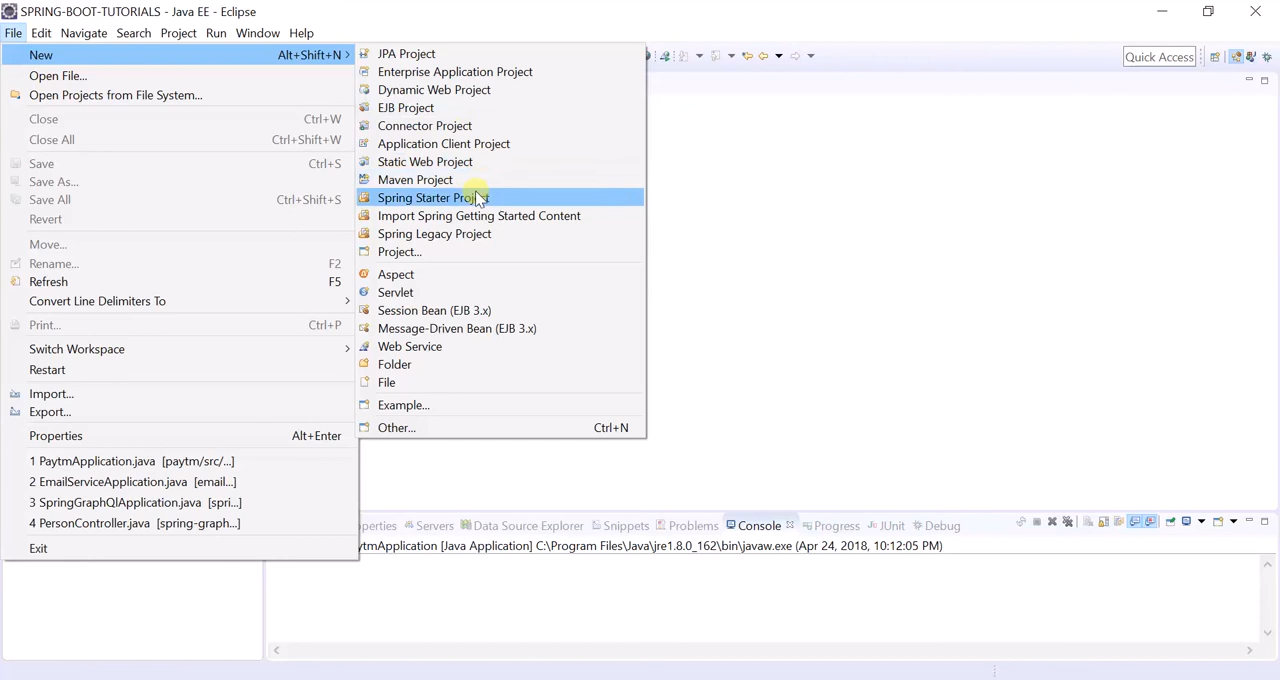 SPRING-BOOT-TUTORIALS - Java EE - Eclipse
File Edit Navigate Search Project Run Window Help
New Alt+Shift+N
Open File...
Open Projects from File System...
Close Ctrl+W
Close All Ctrl+Shift+W
Save Ctrl+S
Save As...
Save All Ctrl+Shift+S
Revert
Move...
Rename... F2
Refresh F5
Convert Line Delimiters To
Print... Ctrl+P
Switch Workspace
Restart
Import...
Export...
Properties Alt+Enter
1 PaytmApplication.java [paytm/src/...]
2 EmailServiceApplication.java [email...]
3 SpringGraphQlApplication.java [spri...]
4 PersonController.java [spring-graph...]
Exit
JPA Project
Enterprise Application Project
Dynamic Web Project
EJB Project
Connector Project
Application Client Project
Static Web Project
Maven Project
Spring Starter Project
Import Spring Getting Started Content
Spring Legacy Project
Project...
Aspect
Servlet
Session Bean (EJB 3.x)
Message-Driven Bean (EJB 3.x)
Web Service
Folder
File
Example...
Other... Ctrl+N
Quick Access
perties Servers Data Source Explorer Snippets Problems Console Progress JUnit Debug
ytmApplication [Java Application] C:\Program Files\Java\jre1.8.0_162\bin\javaw.exe (Apr 24, 2018, 10:12:05 PM)